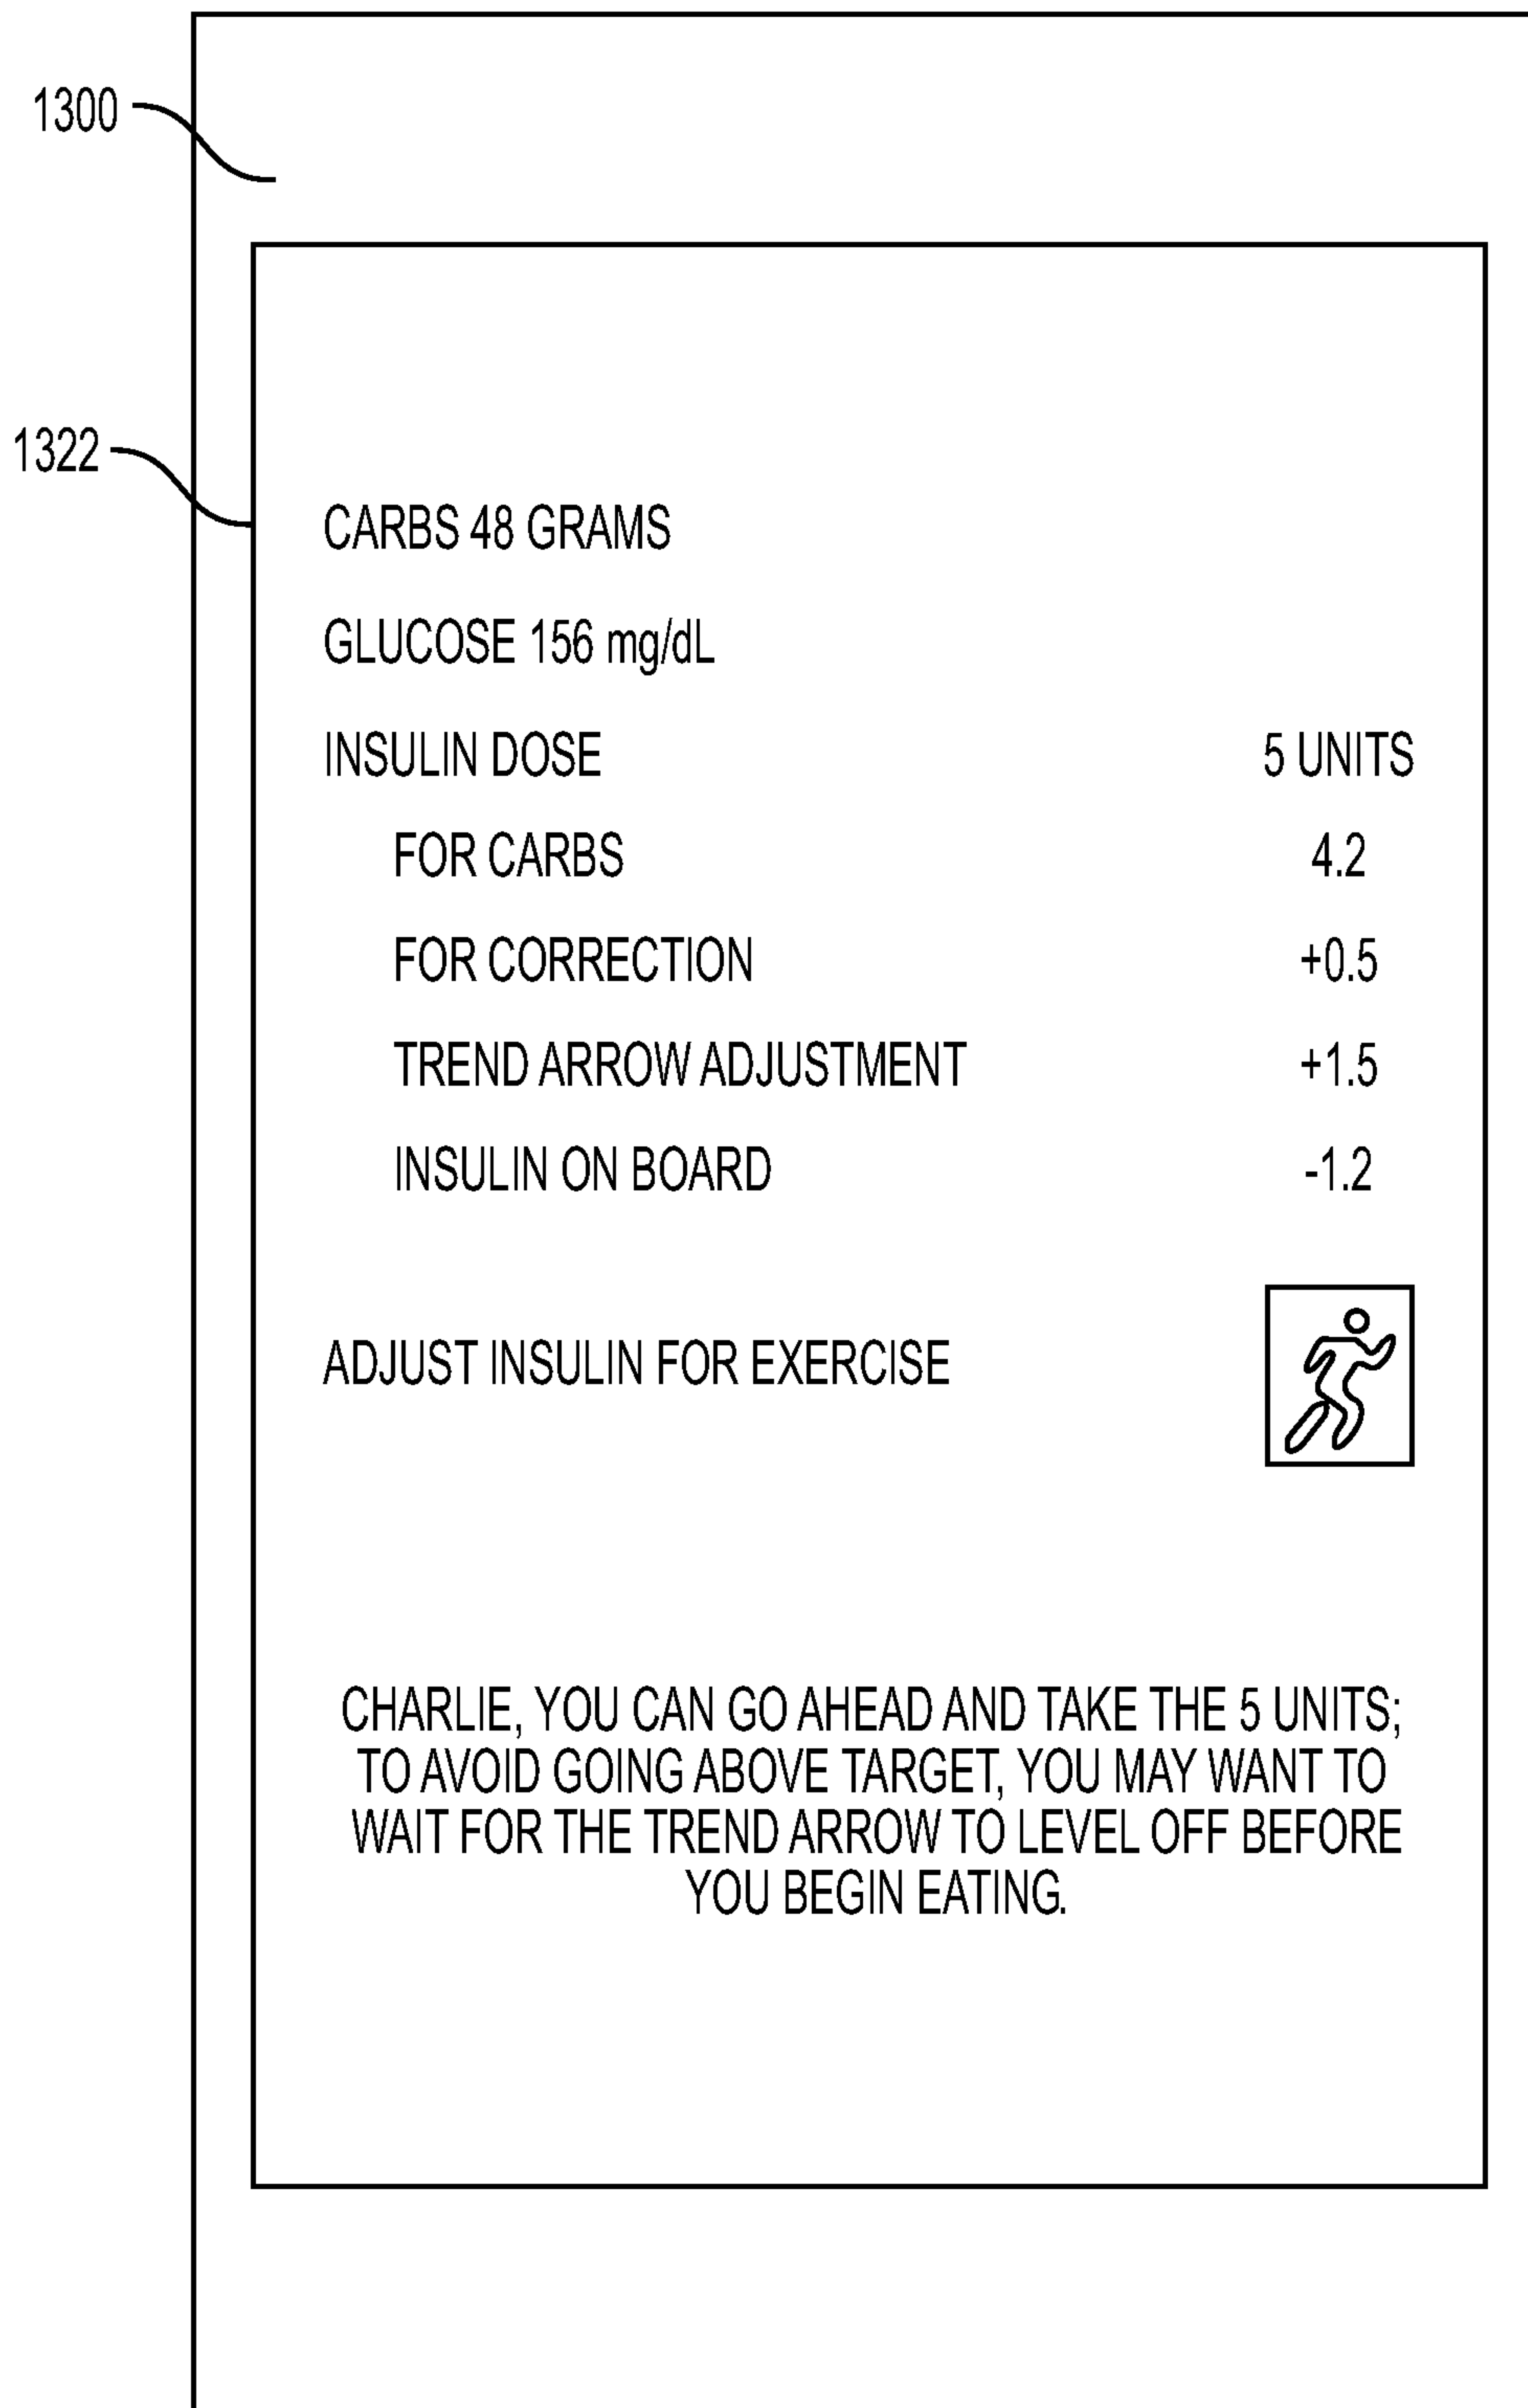 1300
1322
CARBS 48 GRAMS
GLUCOSE 156 mg/dL
INSULIN DOSE 5 UNITS
FOR CARBS 4.2
FOR CORRECTION +0.5
TREND ARROW ADJUSTMENT +1.5
INSULIN ON BOARD -1.2
ADJUST INSULIN FOR EXERCISE
CHARLIE, YOU CAN GO AHEAD AND TAKE THE 5 UNITS;
TO AVOID GOING ABOVE TARGET, YOU MAY WANT TO
WAIT FOR THE TREND ARROW TO LEVEL OFF BEFORE
YOU BEGIN EATING.